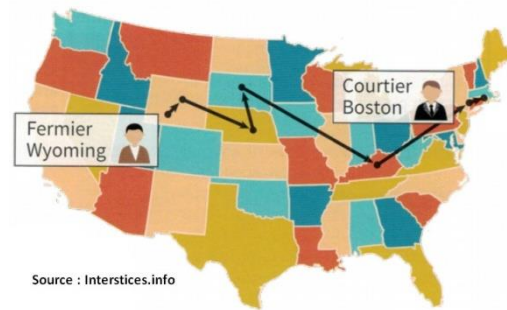 Courtier
Boston
Fermier
Wyoming
Source : Interstices.info